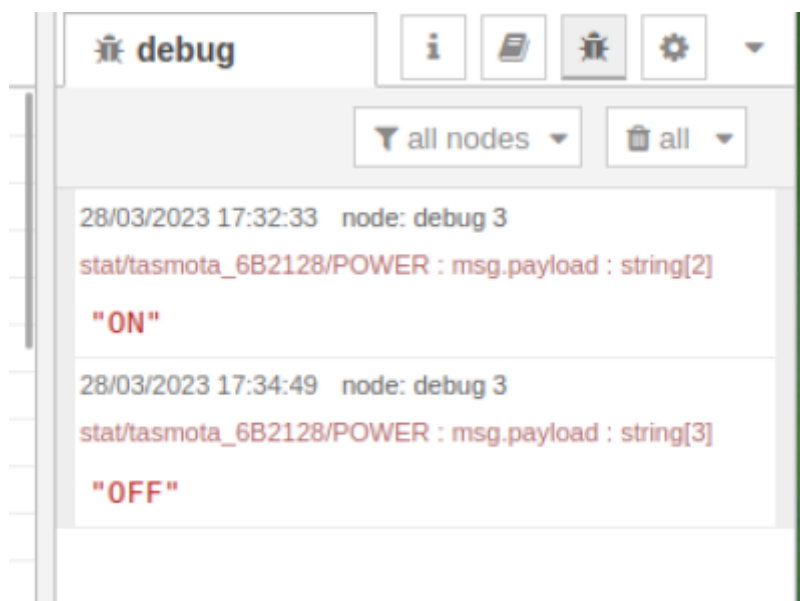 debug
i
all nodes
all
28/03/2023 17:32:33 node: debug 3
stat/tasmota_6B2128/POWER : msg.payload : string[2]
"ON"
28/03/2023 17:34:49 node: debug 3
stat/tasmota_6B2128/POWER : msg.payload : string[3]
"OFF"